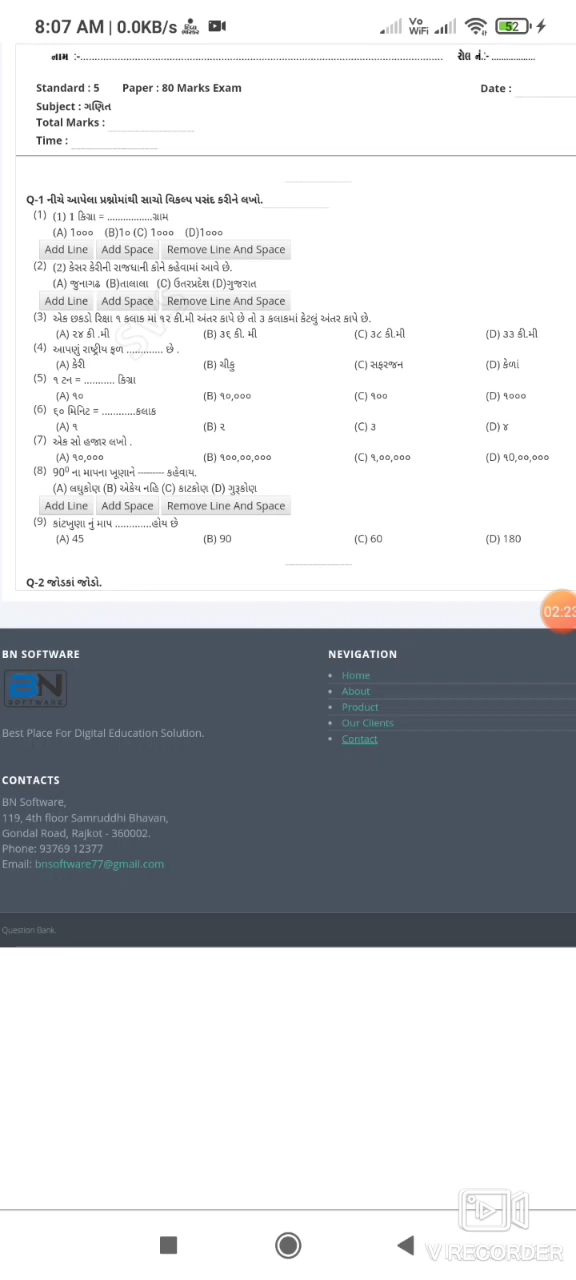 8:07 AM | 0.0KB/s
Vo WiFi 52
નામ :-.......................................................... રોલ નં.:- ..................
Standard : 5 Paper : 80 Marks Exam Date :
Subject : ગણિત
Total Marks :
Time :
Q-1 નીચે આપેલા પ્રશ્નોમાંથી સાચો વિકલ્પ પસંદ કરીને લખો.
(1) (1) 1 કિગ્રા = ................ગ્રામ
(A) 1૦૦૦ (B)1૦ (C) 1૦૦૦ (D)1૦૦૦
Add Line Add Space Remove Line And Space
(2) (2) કેસર કેરીની રાજધાની કોને કહેવામાં આવે છે.
(A) જુનાગઢ (B)તાલાલા (C) ઉતરપ્રદેશ (D)ગુજરાત
Add Line Add Space Remove Line And Space
(3) એક છકડો રિક્ષા ૧ કલાક માં ૧૨ કી.મી અંતર કાપે છે તો ૩ કલાકમાં કેટલું અંતર કાપે છે.
(A) ૨૪ કી .મી (B) ૩૬ કી. મી (C) ૩૮ કી.મી (D) ૩૩ કી.મી
(4) આપણું રાષ્ટ્રીય ફળ ............. છે .
(A) કેરી (B) ચીકુ (C) સફરજન (D) કેળાં
(5) ૧ ટન = ........... કિગ્રા
(A) ૧૦ (B) ૧૦,૦૦૦ (C) ૧૦૦ (D) ૧૦૦૦
(6) ૬૦ મિનિટ = ............કલાક
(A) ૧ (B) ૨ (C) ૩ (D) ૪
(7) એક સો હજાર લખો .
(A) ૧૦,૦૦૦ (B) ૧૦૦,૦૦,૦૦૦ (C) ૧,૦૦,૦૦૦ (D) ૧0,૦૦,૦૦૦
(8) 90⁰ ના માપના ખૂણાને --------- કહેવાય.
(A) લઘુકોણ (B) એકેય નહિ (C) કાટકોણ (D) ગુરૂકોણ
Add Line Add Space Remove Line And Space
(9) કાંટખુણા નું માપ .............હોય છે
(A) 45 (B) 90 (C) 60 (D) 180
Q-2 જોડકાં જોડો.
02:23
BN SOFTWARE
BN
SOFTWARE
Best Place For Digital Education Solution.
NEVIGATION
Home
About
Product
Our Clients
Contact
CONTACTS
BN Software,
119, 4th floor Samruddhi Bhavan,
Gondal Road, Rajkot - 360002.
Phone: 93769 12377
Email: bnsoftware77@gmail.com
Question Bank.
V RECORDER